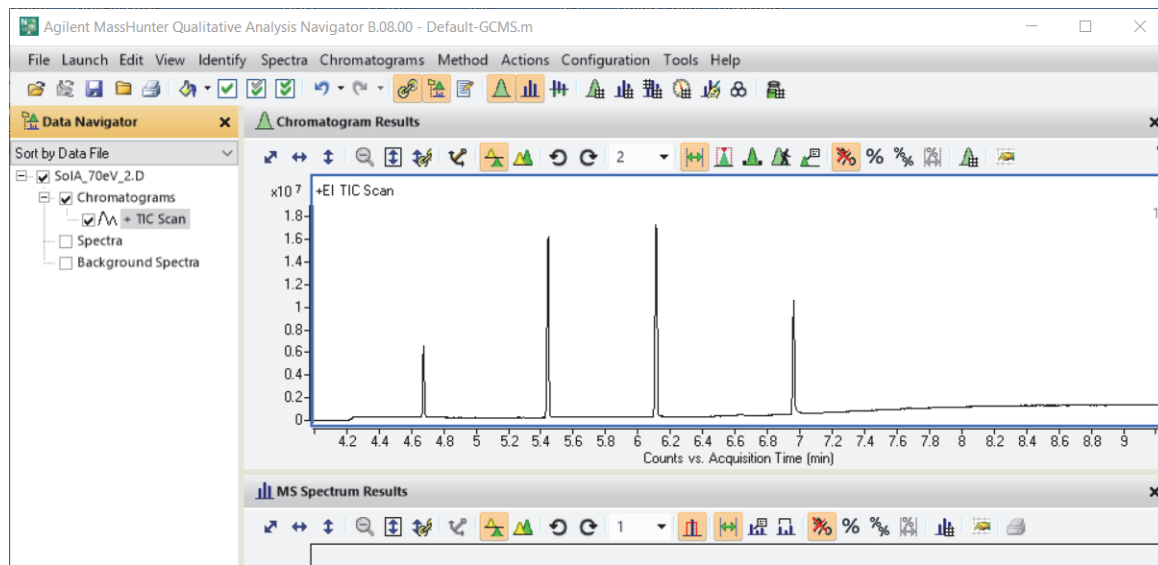 Agilent MassHunter Qualitative Analysis Navigator B.08.00 - Default-GCMS.m
File Launch Edit View Identify Spectra Chromatograms Method Actions Configuration Tools Help
Data Navigator
Sort by Data File
SolA_70eV_2.D
Chromatograms
+ TIC Scan
Spectra
Background Spectra
Chromatogram Results
2
x10 7 +EI TIC Scan
1
1.8
1.6
1.4
1.2
1
0.8
0.6
0.4
0.2
0
4.2 4.4 4.6 4.8 5 5.2 5.4 5.6 5.8 6 6.2 6.4 6.6 6.8 7 7.2 7.4 7.6 7.8 8 8.2 8.4 8.6 8.8 9
Counts vs. Acquisition Time (min)
MS Spectrum Results
1